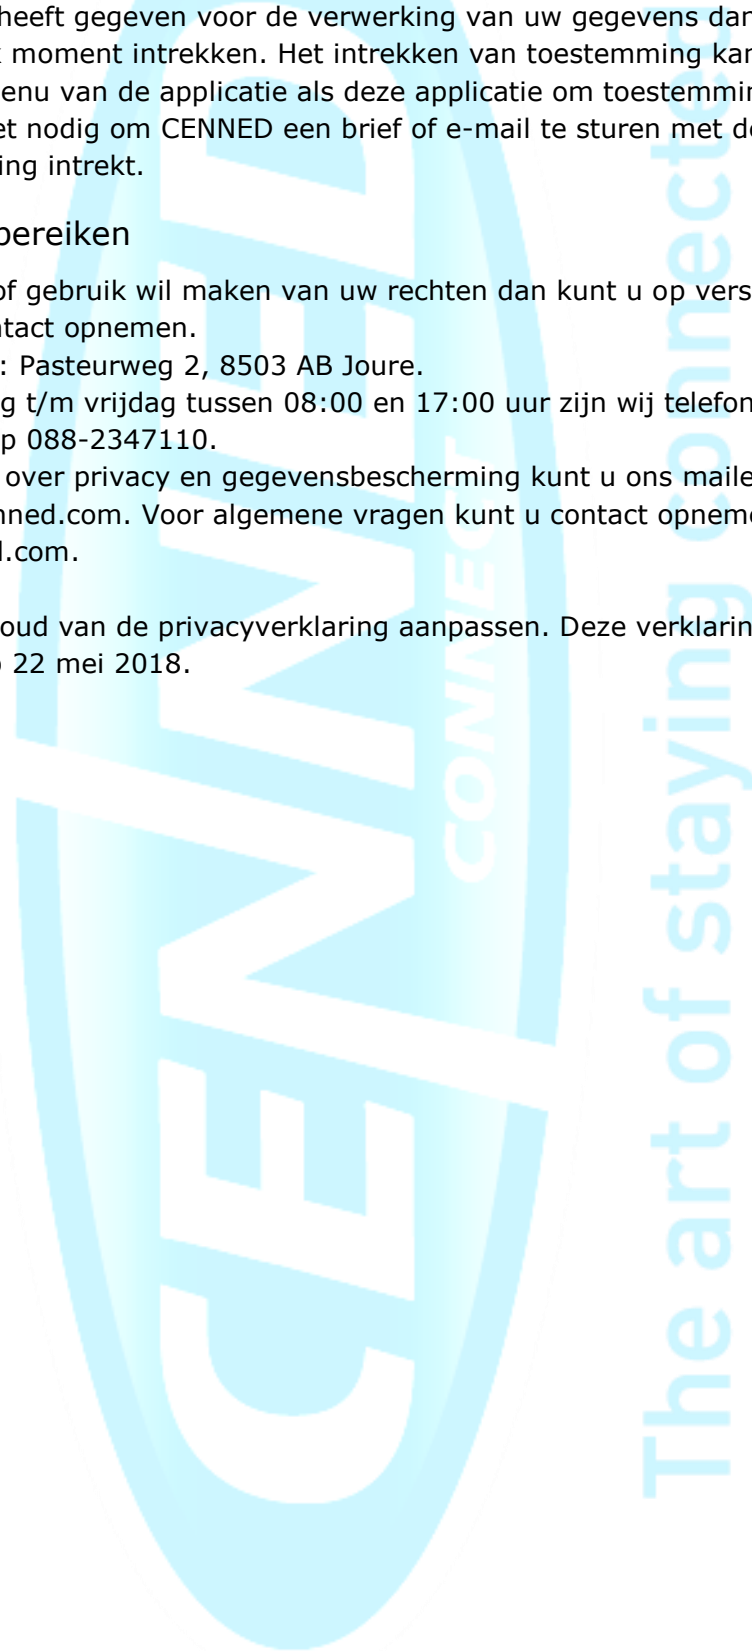 heeft gegeven voor de verwerking van uw gegevens dan
moment intrekken. Het intrekken van toestemming kan
enu van de applicatie als deze applicatie om toestemmin
et nodig om CENNED een brief of e-mail te sturen met de
ing intrekt.
bereiken
of gebruik wil maken van uw rechten dan kunt u op vers
ntact opnemen.
: Pasteurweg 2, 8503 AB Joure.
g t/m vrijdag tussen 08:00 en 17:00 uur zijn wij telefon
p 088-2347110.
over privacy en gegevensbescherming kunt u ons maile
nned.com. Voor algemene vragen kunt u contact opneme
d.com.
oud van de privacyverklaring aanpassen. Deze verklarin
22 mei 2018.
CENNED
CONNECT
The art of staying connected